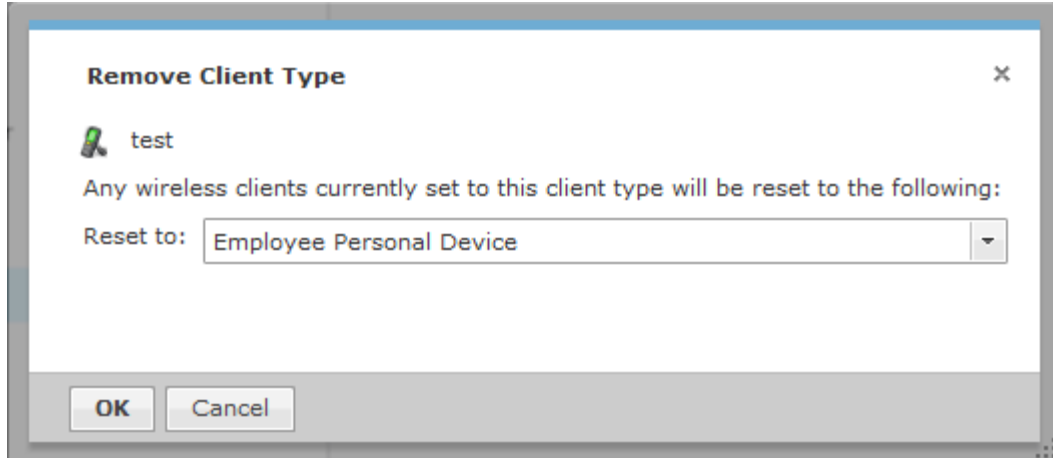 Remove Client Type
test
Any wireless clients currently set to this client type will be reset to the following:
Reset to: Employee Personal Device
OK Cancel